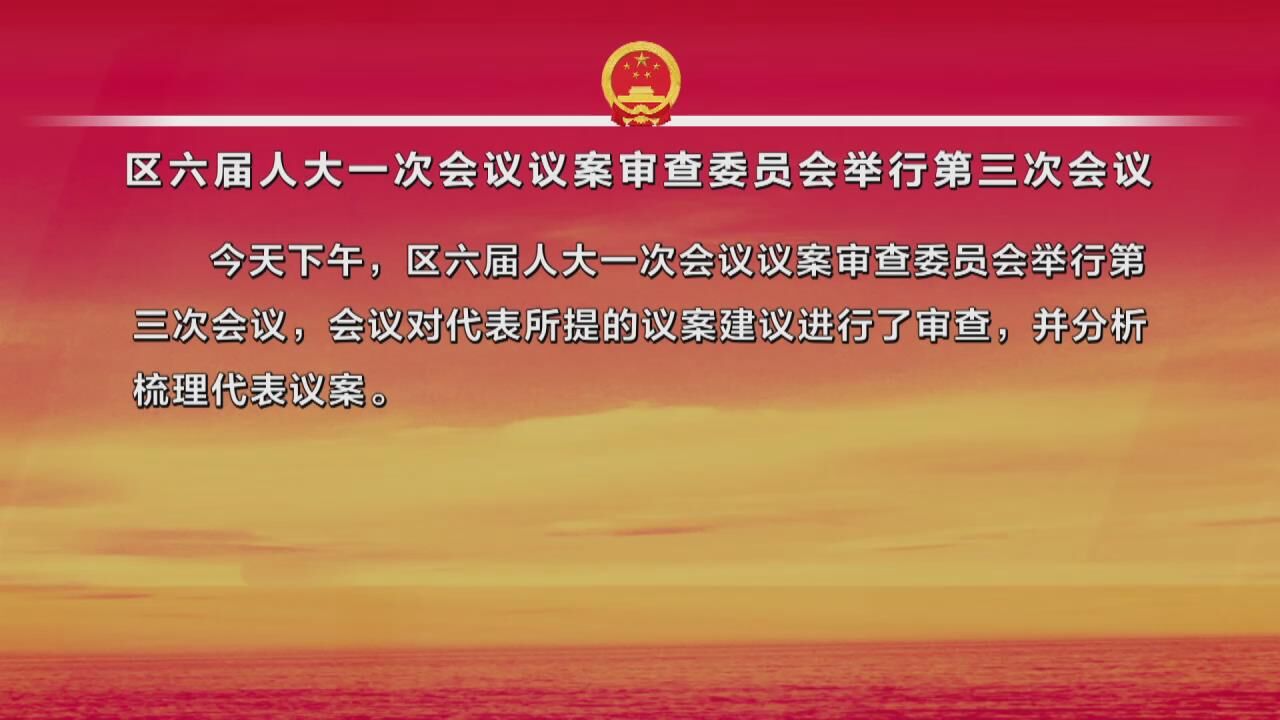 区六届人大一次会议议案审查委员会举行第三次会议
今天下午，区六届人大一次会议议案审查委员会举行第
三次会议，会议对代表所提的议案建议进行了审查，并分析
梳理代表议案。